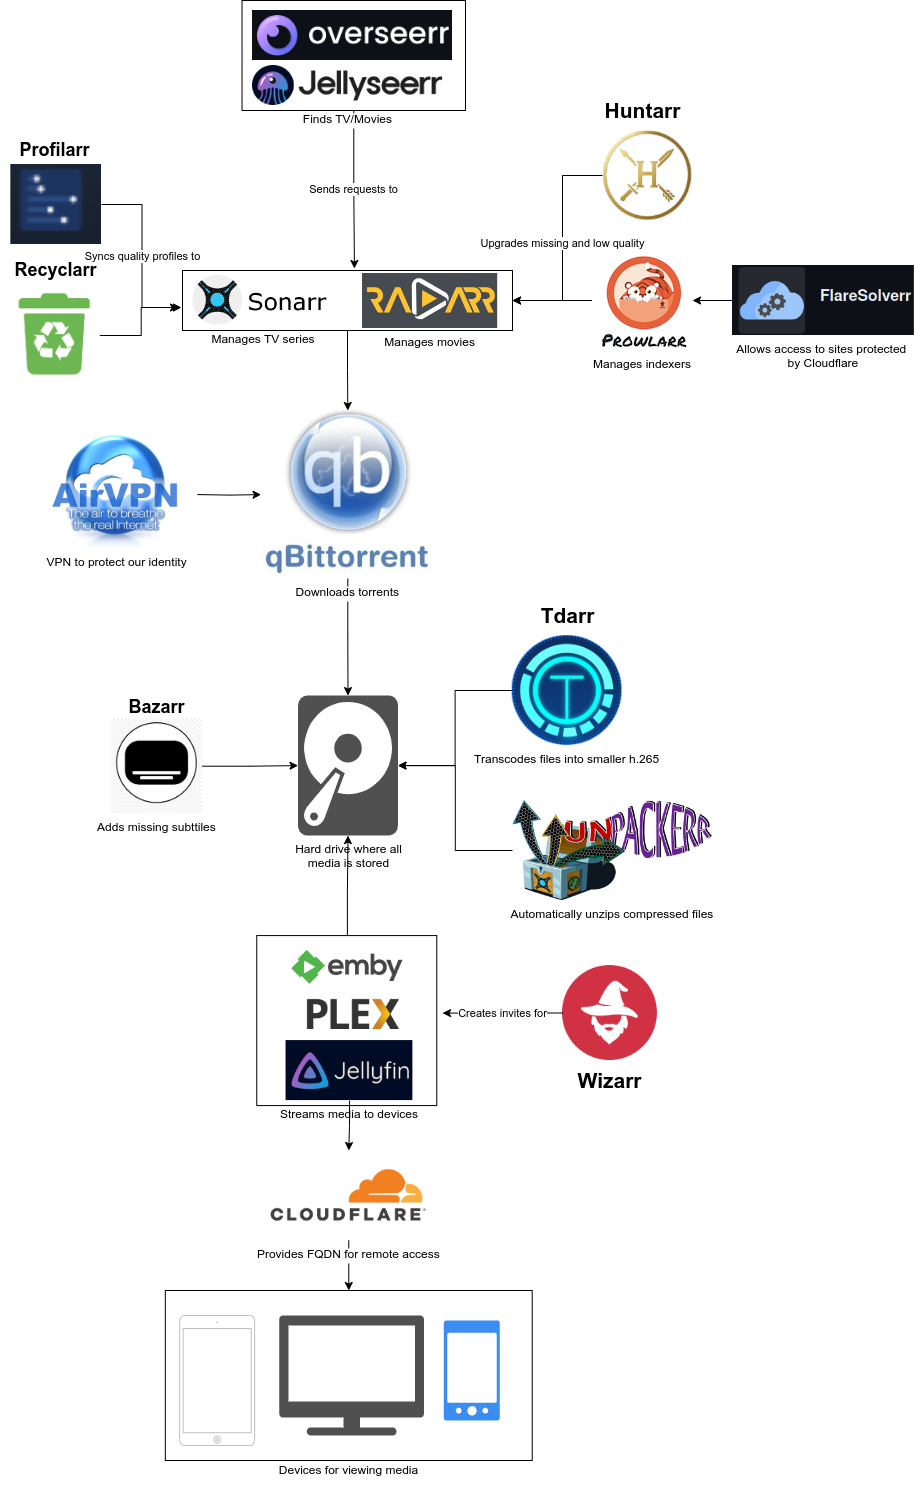 overseerr
Jellyseerr
Finds TV/Movies
Huntarr
H
Profilarr
Sends requests to
Upgrades missing and low quality
Syncs quality profiles to
Recyclarr
Sonarr
RADARR
PROWLARR
FlareSolverr
Manages TV series
Manages movies
Manages indexers
Allows access to sites protected
by Cloudflare
qb
AirVPN
The air to breathe
the real Internet
VPN to protect our identity
qBittorrent
Downloads torrents
Tdarr
T
Transcodes files into smaller h.265
Bazarr
Adds missing subttiles
UNPACKERR
Hard drive where all
media is stored
Automatically unzips compressed files
emby
PLEX
Jellyfin
Creates invites for
Wizarr
Streams media to devices
CLOUDFLARE
Provides FQDN for remote access
Devices for viewing media